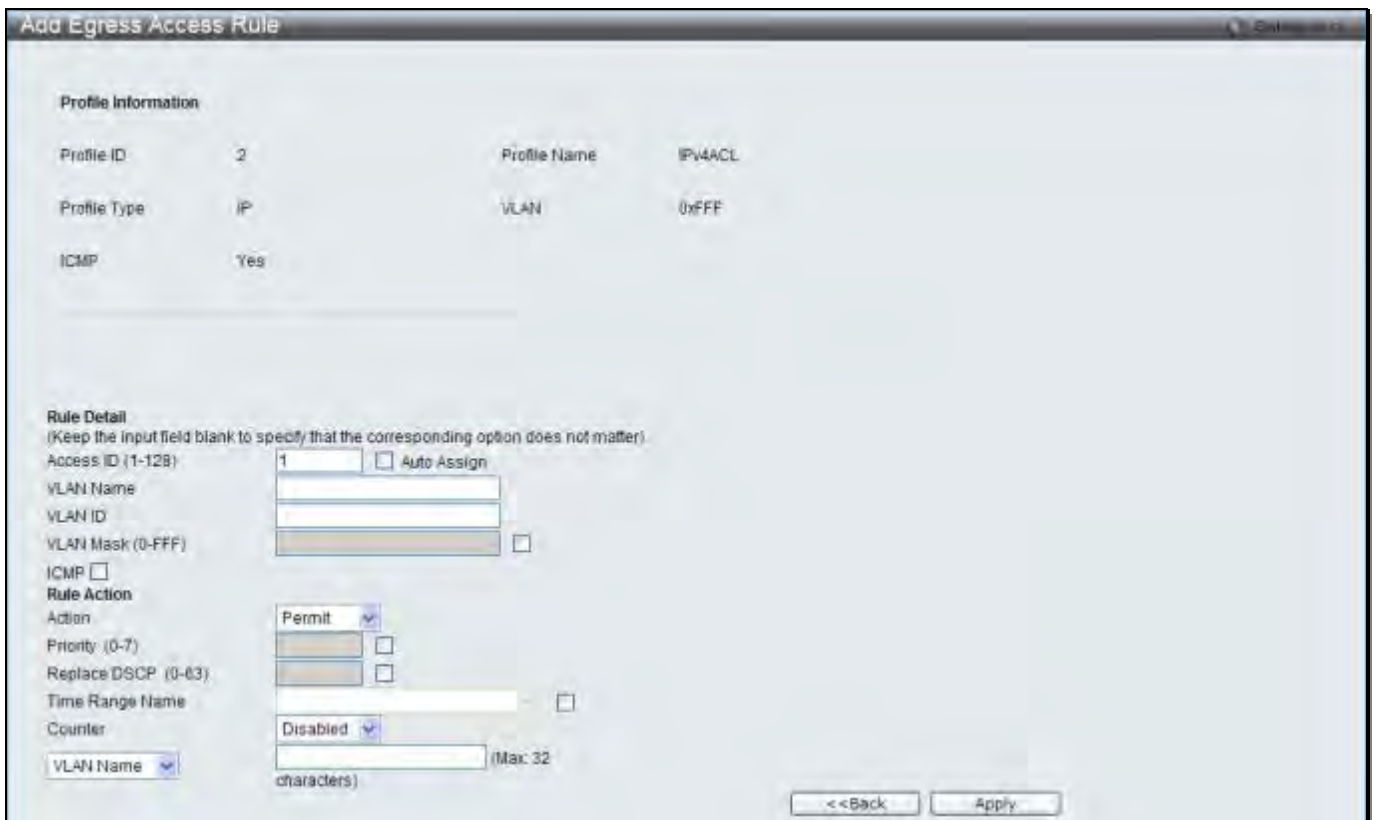 Add Egress Access Rule
Profile Information
Profile ID 2 Profile Name IPv4ACL
Profile Type IP VLAN 0xFFF
ICMP Yes
Rule Detail
(Keep the input field blank to specify that the corresponding option does not matter)
Access ID (1-128) 1 Auto Assign
VLAN Name
VLAN ID
VLAN Mask (0-FFF)
ICMP
Rule Action
Action Permit
Priority (0-7)
Replace DSCP (0-63)
Time Range Name
Counter Disabled
VLAN Name (Max: 32
characters)
<<Back Apply